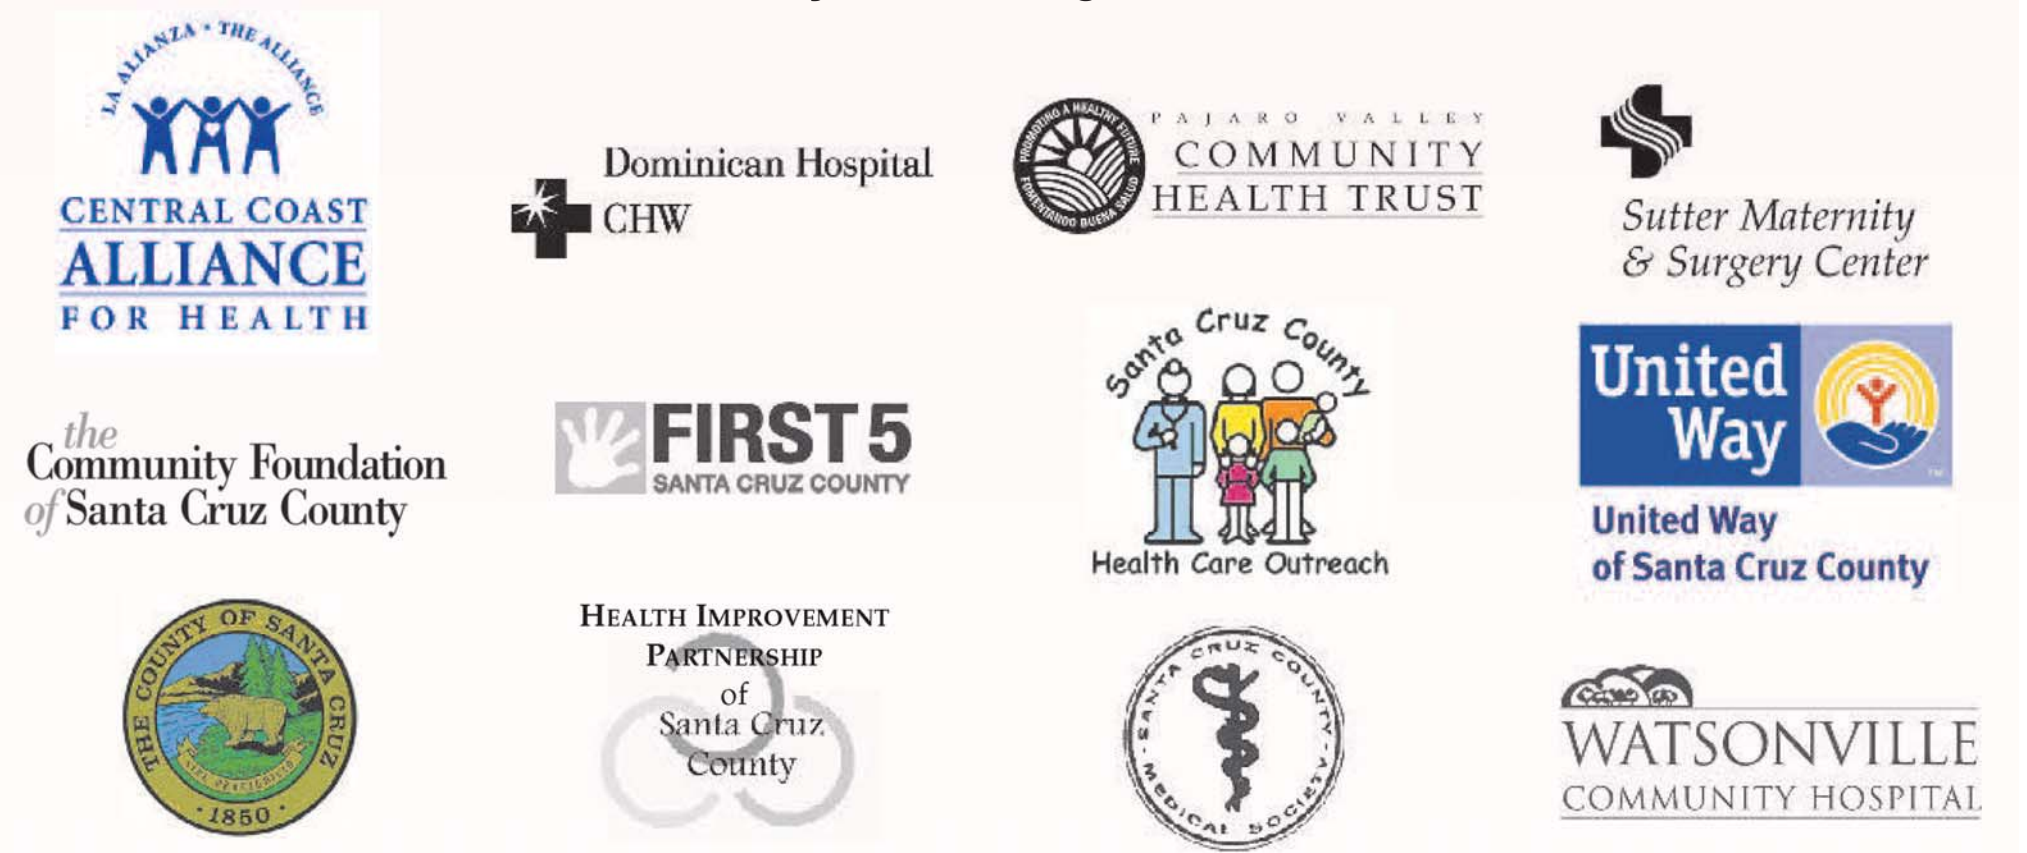 LA ALIANZA • THE ALLIANCE
CENTRAL COAST
ALLIANCE
FOR HEALTH
Dominican Hospital
CHW
PROMOTING A HEALTHY FUTURE
FOMENTANDO BUENA SALUD
PAJARO VALLEY
COMMUNITY
HEALTH TRUST
Sutter Maternity
& Surgery Center
the
Community Foundation
of Santa Cruz County
FIRST 5
SANTA CRUZ COUNTY
Santa Cruz County
Health Care Outreach
United
Way
United Way
of Santa Cruz County
THE COUNTY OF SANTA CRUZ
• 1850 •
HEALTH IMPROVEMENT
PARTNERSHIP
of
Santa Cruz
County
SANTA CRUZ COUNTY
MEDICAL SOCIETY
WATSONVILLE
COMMUNITY HOSPITAL